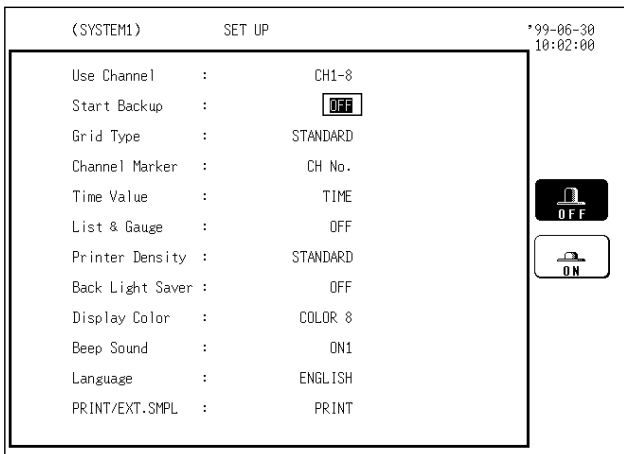 (SYSTEM1) SET UP '99-06-30
10:02:00
Use Channel : CH1-8
Start Backup : OFF
Grid Type : STANDARD
Channel Marker : CH No.
Time Value : TIME
List & Gauge : OFF
Printer Density : STANDARD
Back Light Saver : OFF
Display Color : COLOR 8
Beep Sound : ON1
Language : ENGLISH
PRINT/EXT.SMPL : PRINT
OFF
ON